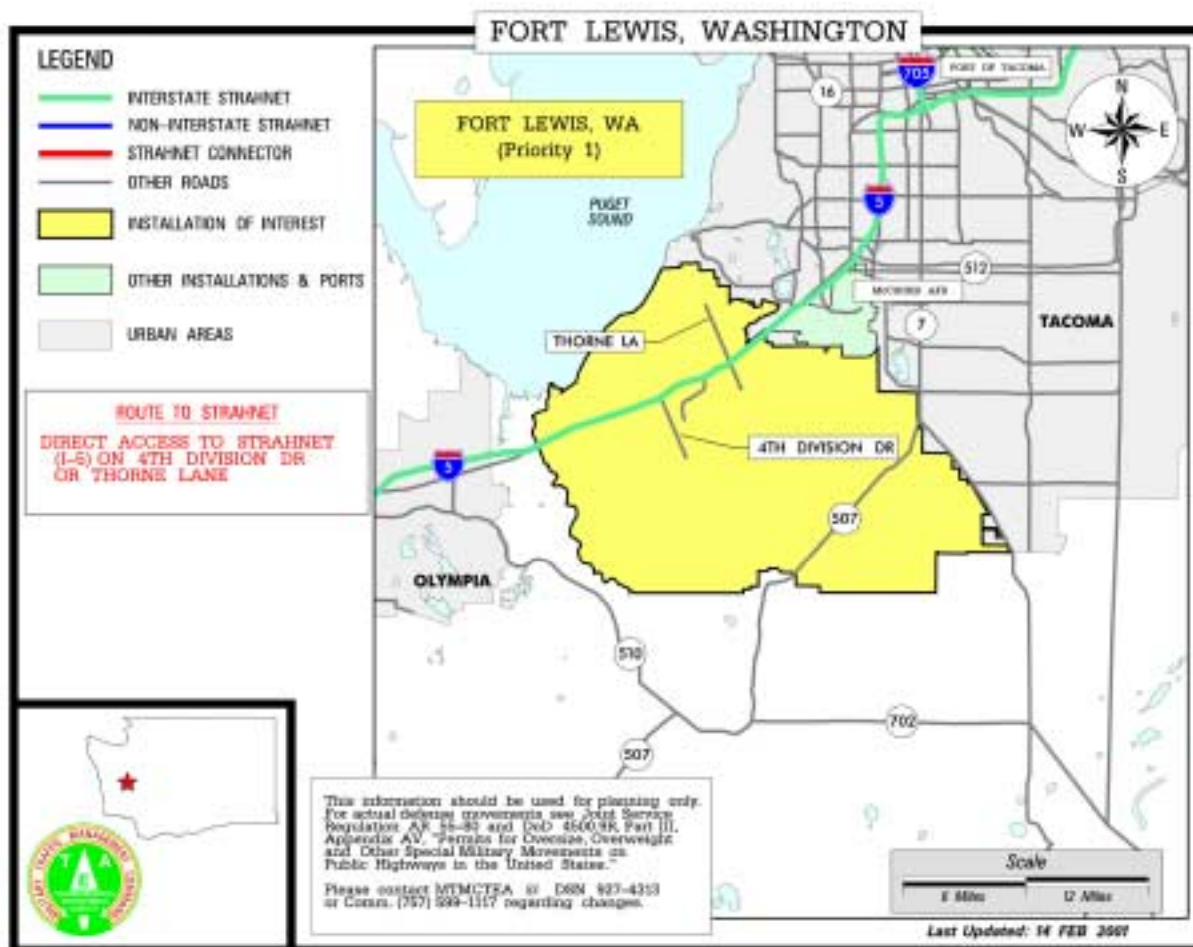 FORT LEWIS, WASHINGTON
LEGEND
INTERSTATE STRAHNET
NON-INTERSTATE STRAHNET
STRAHNET CONNECTOR
OTHER ROADS
INSTALLATION OF INTEREST
OTHER INSTALLATIONS & PORTS
URBAN AREAS
ROUTE TO STRAHNET
DIRECT ACCESS TO STRAHNET
(I-5) ON 4TH DIVISION DR
OR THORNE LANE
FORT LEWIS, WA
(Priority 1)
PUGET
SOUND
16
705
PORT OF TACOMA
N
W
E
S
5
512
MCCHORD AFB
7
TACOMA
THORNE LA
4TH DIVISION DR
5
507
OLYMPIA
510
702
507
This information should be used for planning only.
For actual defense movements see Joint Service
Regulation AR 55-80 and DoD 4500.9R, Part III,
Appendix AV, "Permits for Oversize, Overweight
and Other Special Military Movements on
Public Highways in the United States."
Please contact MTMCTEA DSN 927-4313
or Comm. (757) 599-1117 regarding changes.
Scale
6 Miles
12 Miles
Last Updated: 14 FEB 2001
MILITARY TRAFFIC MANAGEMENT COMMAND
T A